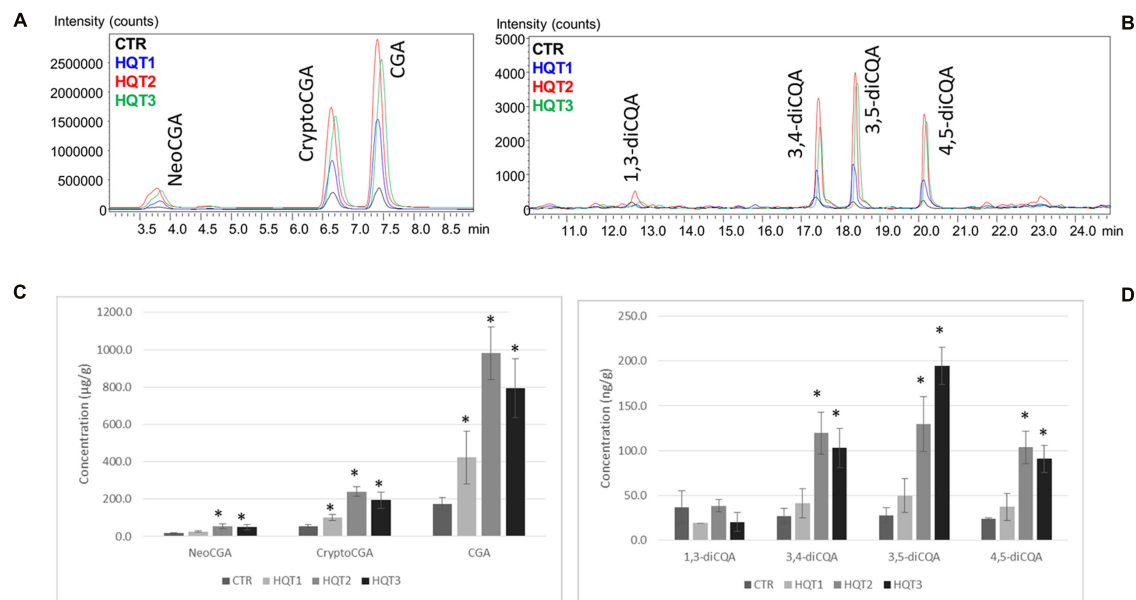 A
Intensity (counts)
CTR
HQT1
HQT2
HQT3
2500000
2000000
1500000
1000000
500000
0
NeoCGA
CryptoCGA
CGA
3.5 4.0 4.5 5.0 5.5 6.0 6.5 7.0 7.5 8.0 8.5 min
B
Intensity (counts)
CTR
HQT1
HQT2
HQT3
5000
4000
3000
2000
1000
0
1,3-diCQA
3,4-diCQA
3,5-diCQA
4,5-diCQA
11.0 12.0 13.0 14.0 15.0 16.0 17.0 18.0 19.0 20.0 21.0 22.0 23.0 24.0 min
C
Concentration (µg/g)
1200.0
1000.0
800.0
600.0
400.0
200.0
0.0
* * * * * * * *
NeoCGA CryptoCGA CGA
CTR HQT1 HQT2 HQT3
D
Concentration (ng/g)
250.0
200.0
150.0
100.0
50.0
0.0
* * * * * *
1,3-diCQA 3,4-diCQA 3,5-diCQA 4,5-diCQA
CTR HQT1 HQT2 HQT3